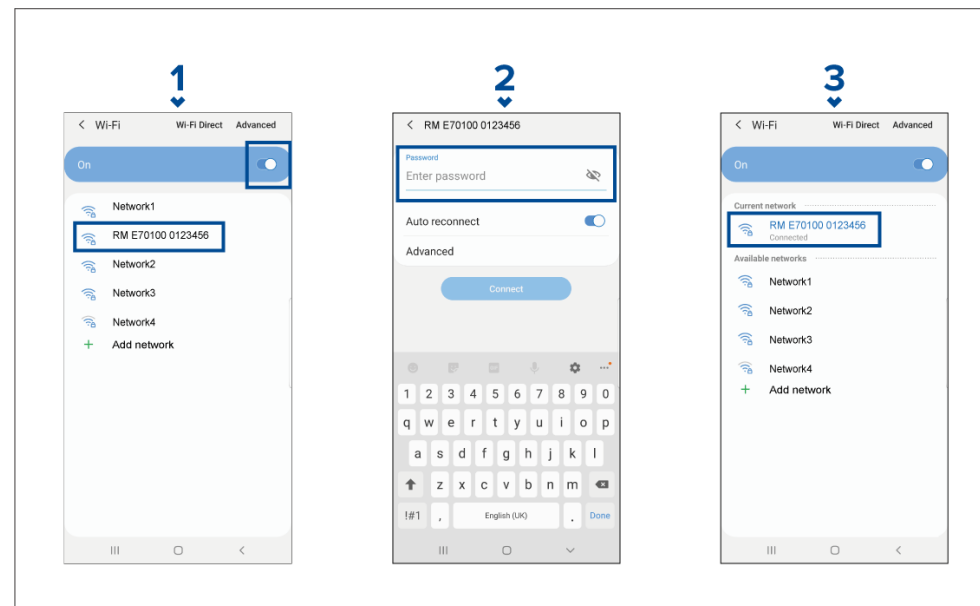 1
< Wi-Fi Wi-Fi Direct Advanced
On
Network1
RM E70100 0123456
Network2
Network3
Network4
+ Add network
2
< RM E70100 0123456
Password
Enter password
Auto reconnect
Advanced
Connect
1 2 3 4 5 6 7 8 9 0
q w e r t y u i o p
a s d f g h j k l
z x c v b n m
!#1 , English (UK) . Done
3
< Wi-Fi Wi-Fi Direct Advanced
On
Current network
RM E70100 0123456
Connected
Available networks
Network1
Network2
Network3
Network4
+ Add network